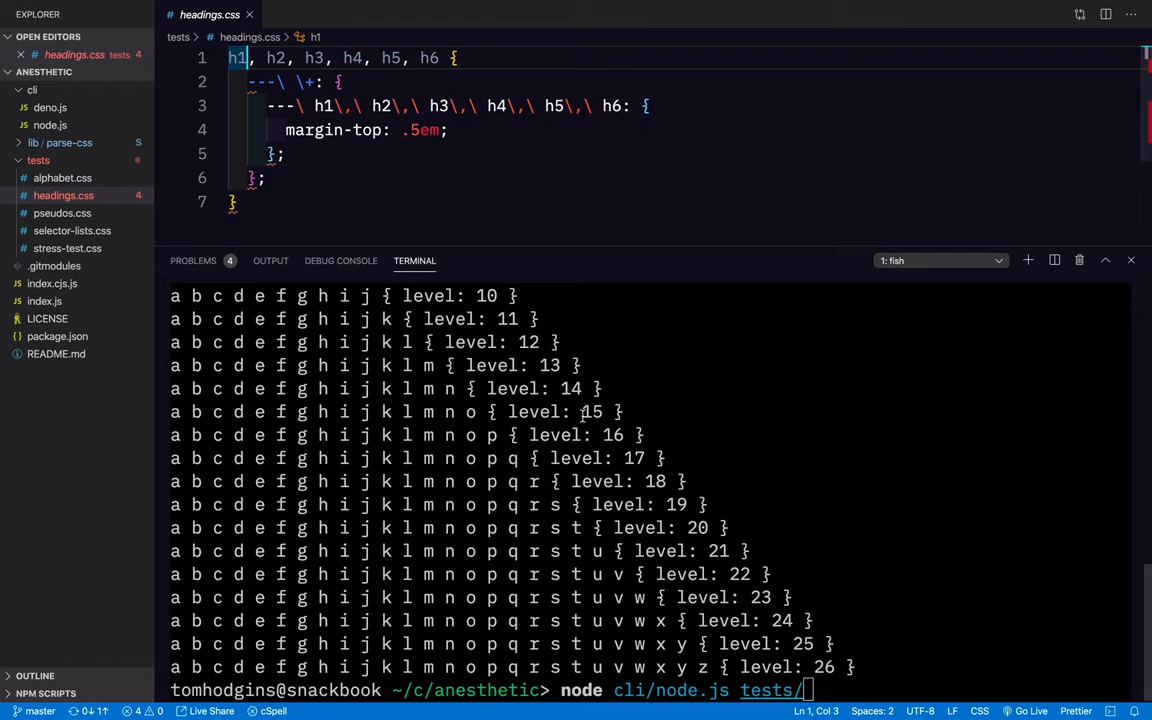 EXPLORER
OPEN EDITORS
headings.css tests 4
ANESTHETIC
cli
deno.js
node.js
lib / parse-css S
tests
alphabet.css
headings.css 4
pseudos.css
selector-lists.css
stress-test.css
.gitmodules
index.cjs.js
index.js
LICENSE
package.json
README.md
OUTLINE
NPM SCRIPTS
headings.css
tests > headings.css > h1
1 h1, h2, h3, h4, h5, h6 {
2 ---\ \+: {
3 ---\ h1\,\ h2\,\ h3\,\ h4\,\ h5\,\ h6: {
4 margin-top: .5em;
5 };
6 };
7 }
PROBLEMS 4 OUTPUT DEBUG CONSOLE TERMINAL 1: fish
a b c d e f g h i j { level: 10 }
a b c d e f g h i j k { level: 11 }
a b c d e f g h i j k l { level: 12 }
a b c d e f g h i j k l m { level: 13 }
a b c d e f g h i j k l m n { level: 14 }
a b c d e f g h i j k l m n o { level: 15 }
a b c d e f g h i j k l m n o p { level: 16 }
a b c d e f g h i j k l m n o p q { level: 17 }
a b c d e f g h i j k l m n o p q r { level: 18 }
a b c d e f g h i j k l m n o p q r s { level: 19 }
a b c d e f g h i j k l m n o p q r s t { level: 20 }
a b c d e f g h i j k l m n o p q r s t u { level: 21 }
a b c d e f g h i j k l m n o p q r s t u v { level: 22 }
a b c d e f g h i j k l m n o p q r s t u v w { level: 23 }
a b c d e f g h i j k l m n o p q r s t u v w x { level: 24 }
a b c d e f g h i j k l m n o p q r s t u v w x y { level: 25 }
a b c d e f g h i j k l m n o p q r s t u v w x y z { level: 26 }
tomhodgins@snackbook ~/c/anesthetic> node cli/node.js tests/
master 0↓ 1↑ 4 0 Live Share cSpell Ln 1, Col 3 Spaces: 2 UTF-8 LF CSS Go Live Prettier